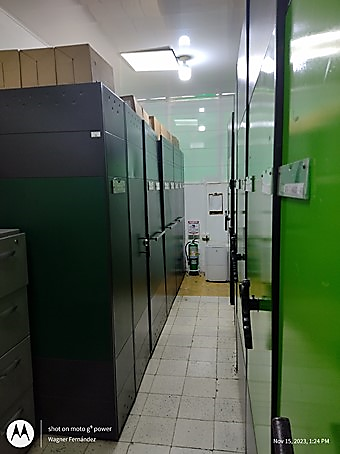 shot on moto g⁸ power
Wagner Fernández
Nov 15, 2023, 1:24 PM